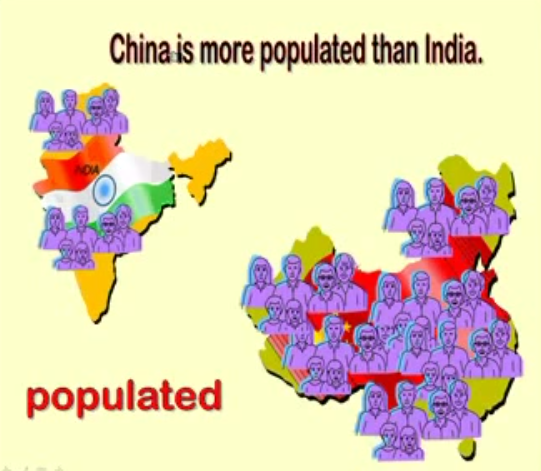 China is more populated than India.
INDIA
populated